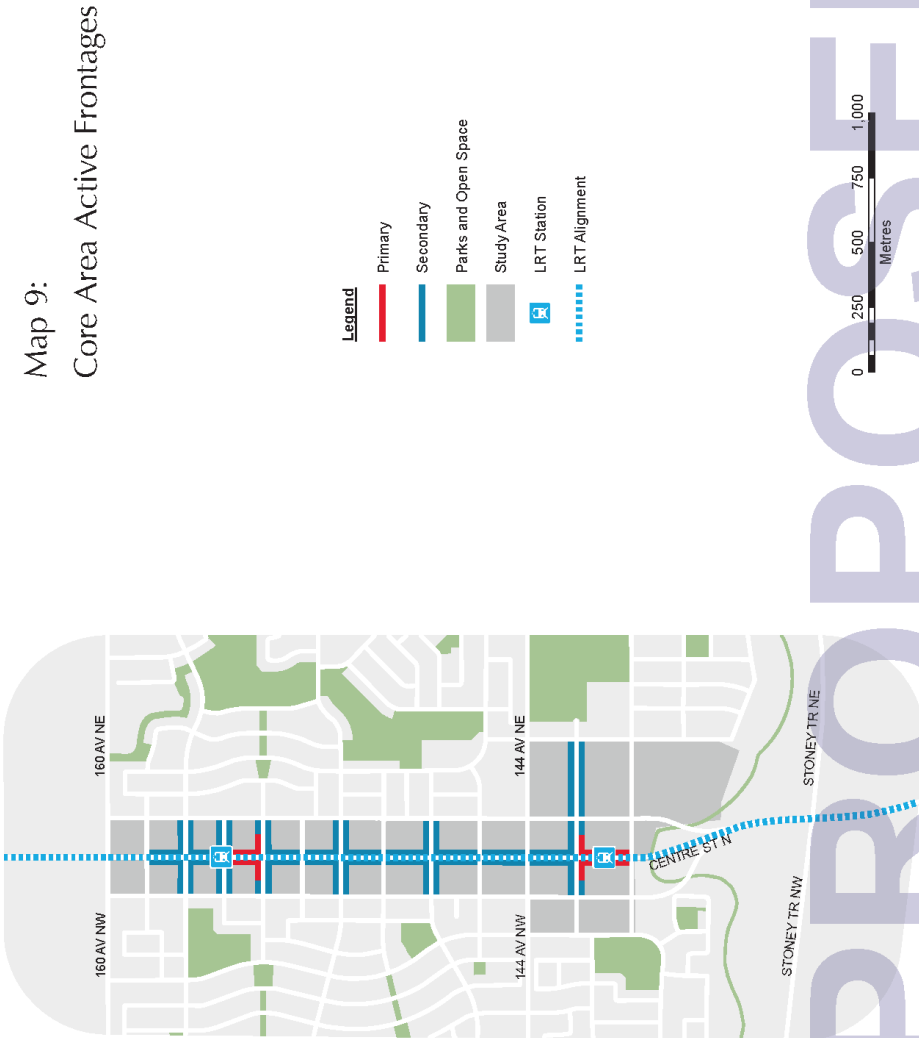 Map 9:
Core Area Active Frontages
Legend
Primary
Secondary
Parks and Open Space
Study Area
LRT Station
LRT Alignment
0 250 500 750 1,000
Metres
160 AV NE
160 AV NW
144 AV NE
144 AV NW
CENTRE ST N
STONEY TR NE
STONEY TR NW